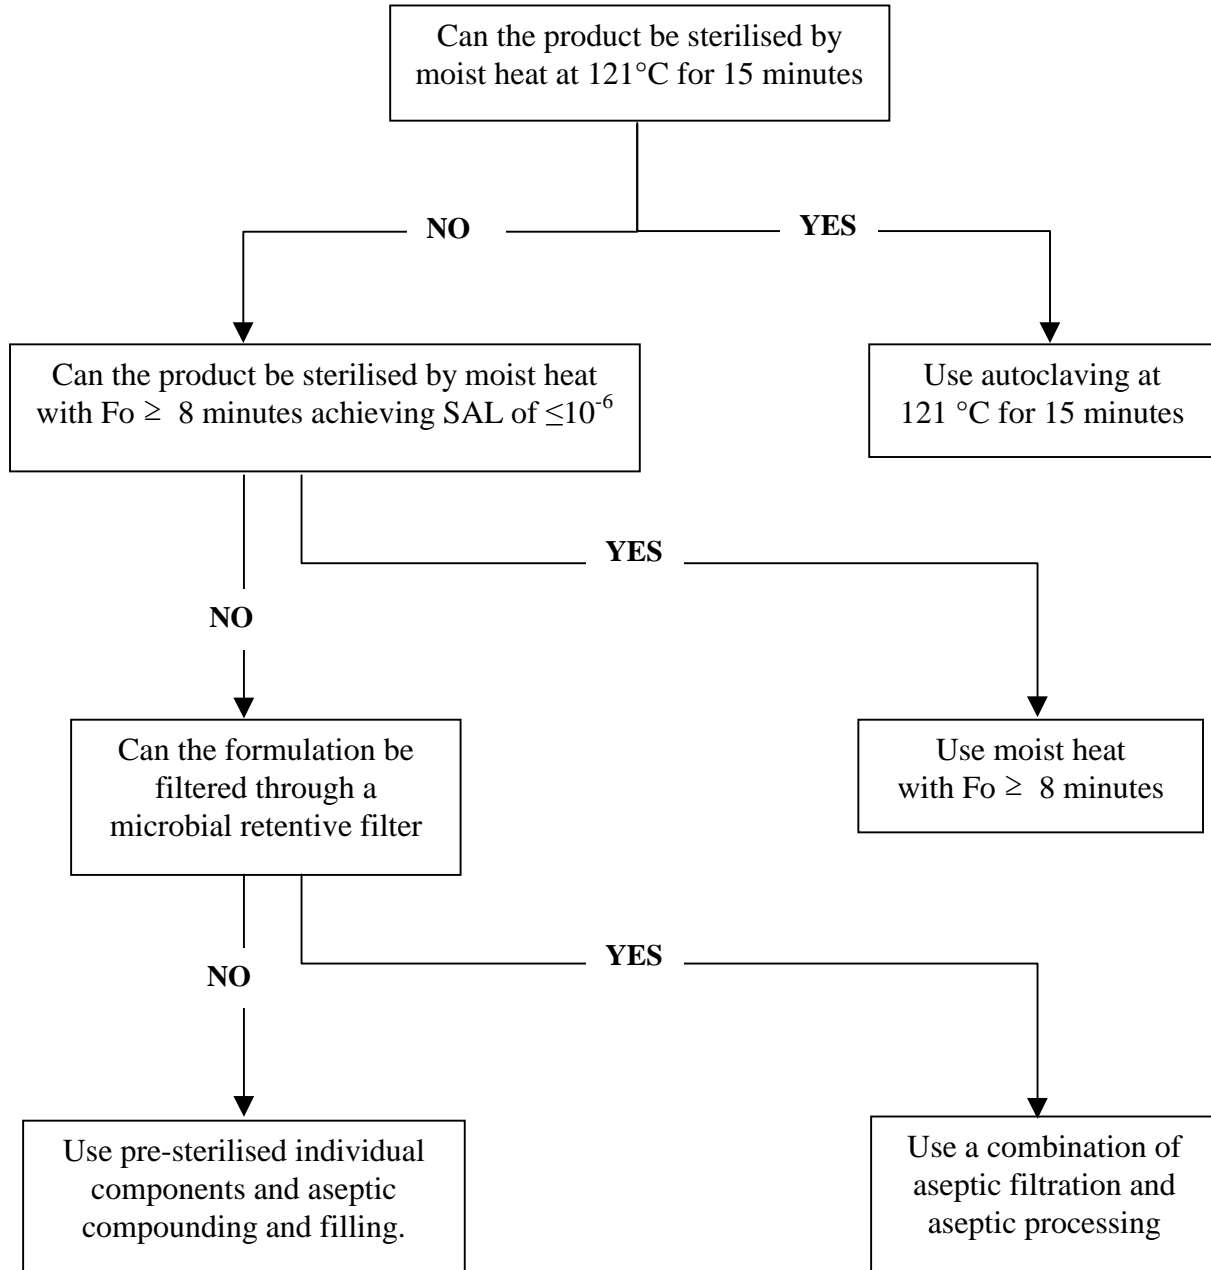 Can the product be sterilised by
moist heat at 121°C for 15 minutes
NO
YES
Can the product be sterilised by moist heat
with Fo ≥ 8 minutes achieving SAL of ≤10⁻⁶
Use autoclaving at
121 °C for 15 minutes
YES
NO
Can the formulation be
filtered through a
microbial retentive filter
Use moist heat
with Fo ≥ 8 minutes
YES
NO
Use pre-sterilised individual
components and aseptic
compounding and filling.
Use a combination of
aseptic filtration and
aseptic processing